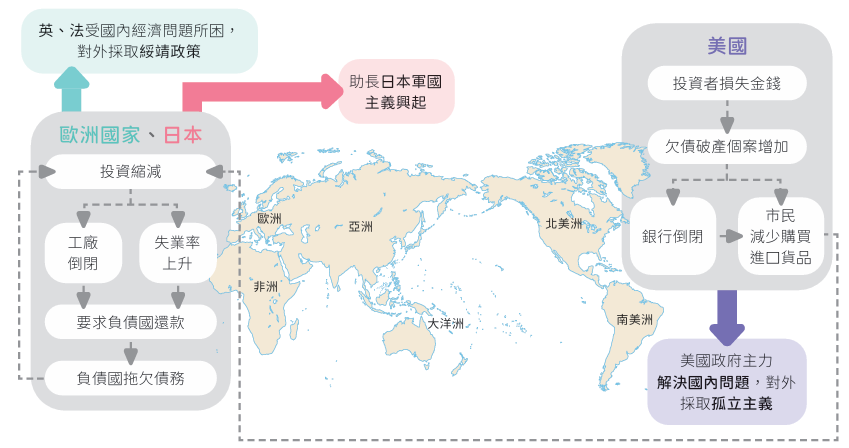 英、法受國內經濟問題所困，
對外採取綏靖政策
助長日本軍國
主義興起
歐洲國家、日本
投資縮減
工廠
倒閉
失業率
上升
要求負債國還款
負債國拖欠債務
歐洲
亞洲
非洲
大洋洲
北美洲
南美洲
美國
投資者損失金錢
欠債破產個案增加
銀行倒閉
市民
減少購買
進口貨品
美國政府主力
解決國內問題，對外
採取孤立主義